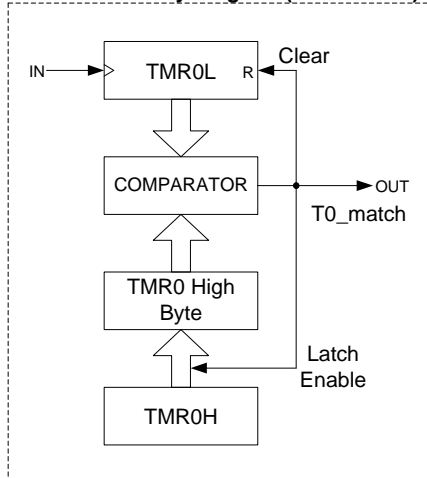 IN
TMR0L
R
Clear
COMPARATOR
OUT
T0_match
TMR0 High
Byte
Latch
Enable
TMR0H